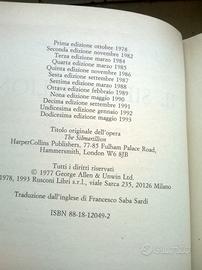 Prima edizione ottobre 1978
Seconda edizione novembre 1982
Terza edizione marzo 1984
Quarta edizione marzo 1985
Quinta edizione novembre 1986
Sesta edizione settembre 1987
Settima edizione marzo 1988
Ottava edizione febbraio 1989
Nona edizione maggio 1990
Decima edizione settembre 1991
Undicesima edizione gennaio 1992
Dodicesima edizione maggio 1993
Titolo originale dell'opera
The Silmarillion
HarperCollins Publishers, 77-85 Fulham Palace Road,
Hammersmith, London W6 8JB
Tutti i diritti riservati
© 1977 George Allen & Unwin Ltd.
1978, 1993 Rusconi Libri s.r.l., viale Sarca 235, 20126 Milano
Traduzione dall'inglese di Francesco Saba Sardi
ISBN 88-18-12049-2
subito